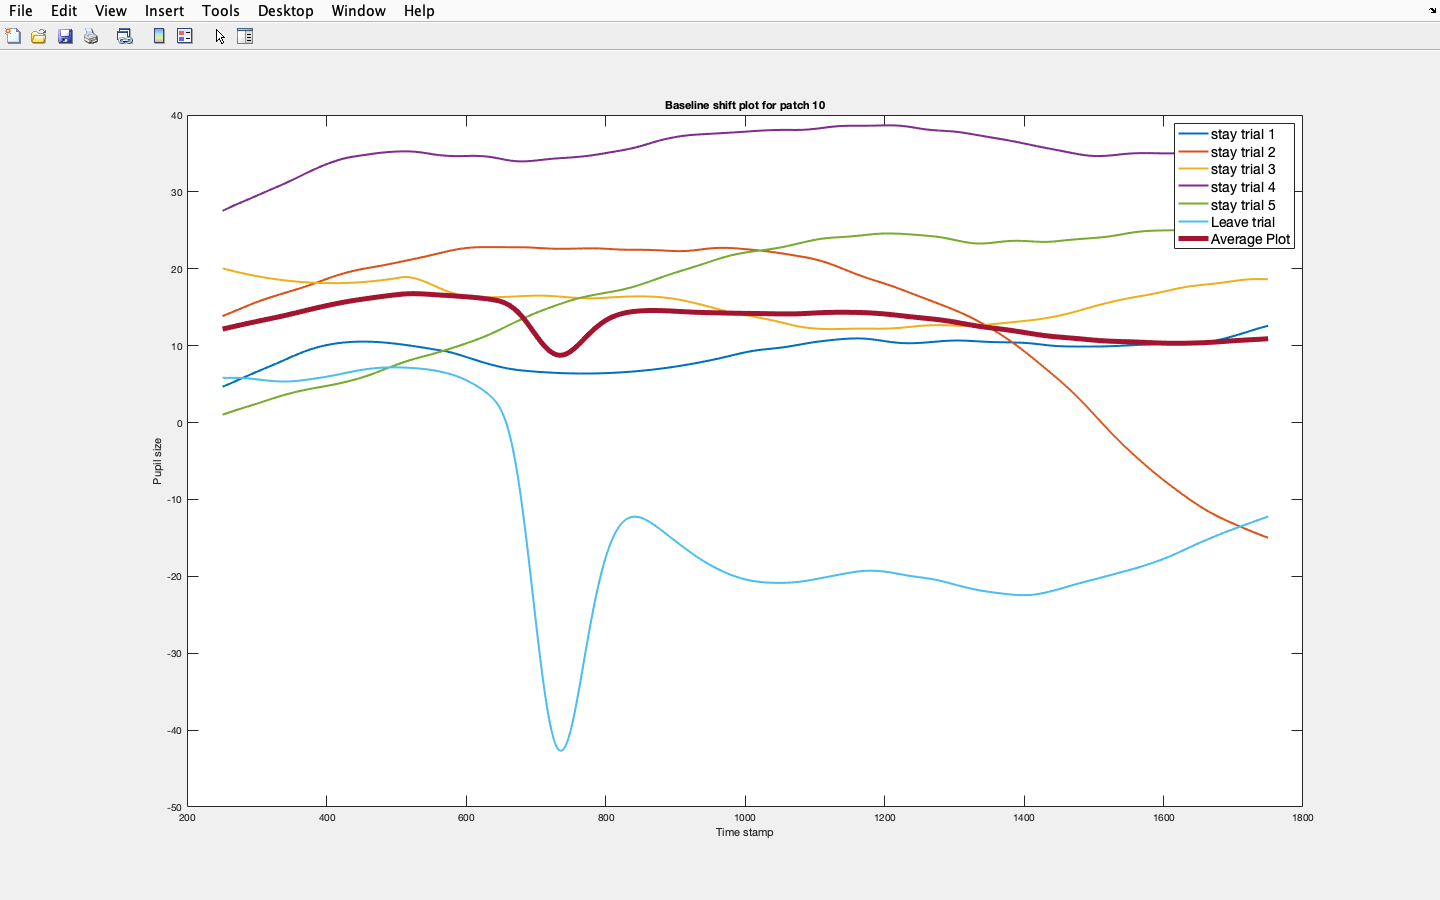 File Edit View Insert Tools Desktop Window Help
Baseline shift plot for patch 10
40
30
20
10
0
-10
-20
-30
-40
-50
Pupil size
200 400 600 800 1000 1200 1400 1600 1800
Time stamp
stay trial 1
stay trial 2
stay trial 3
stay trial 4
stay trial 5
Leave trial
Average Plot